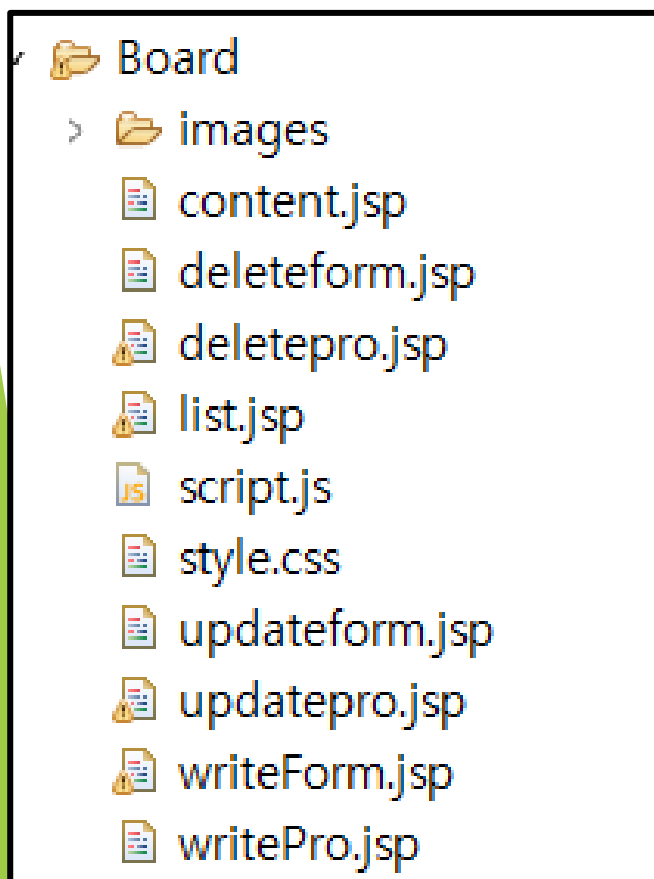 Board
images
content.jsp
deleteform.jsp
deletepro.jsp
list.jsp
script.js
style.css
updateform.jsp
updatepro.jsp
writeForm.jsp
writePro.jsp